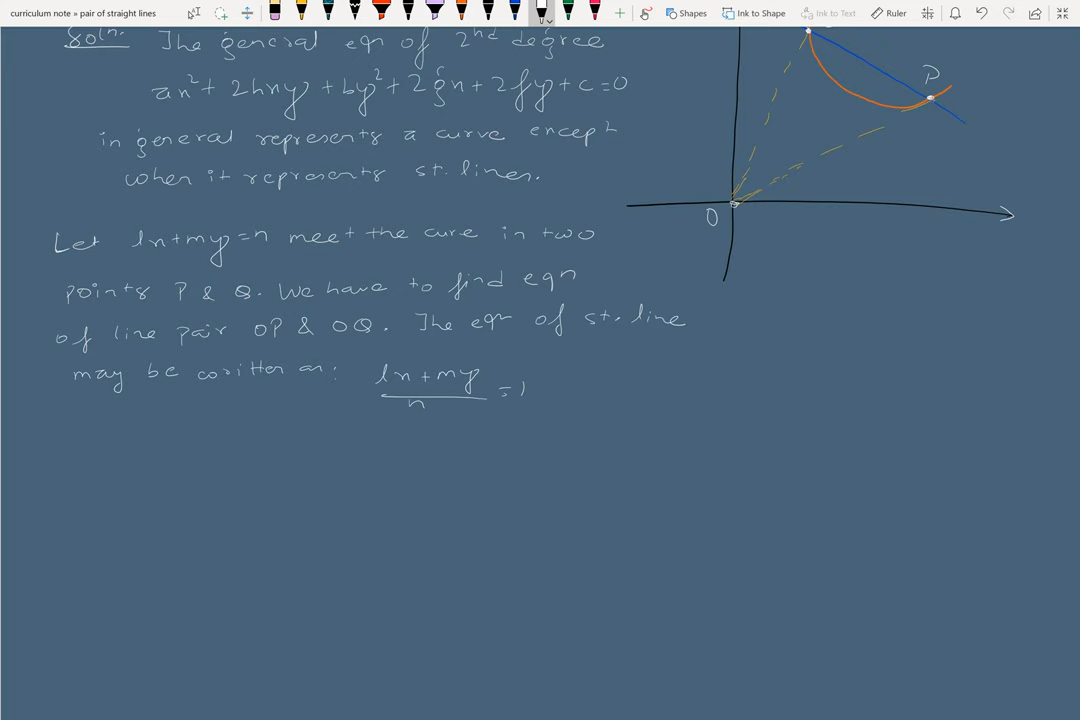 curriculum note » pair of straight lines
Shapes Ink to Shape Ink to Text Ruler
Soln. The general eqn of 2nd degree
ax²+ 2hxy + by² + 2gx + 2fy + c = 0
in general represents a curve except
when it represents st. lines.
Let lx+my=n meet the cure in two
points P & Q. We have to find eqn
of line pair OP & OQ. The eqn of st. line
may be written as: lx + my / n = 1
P
O